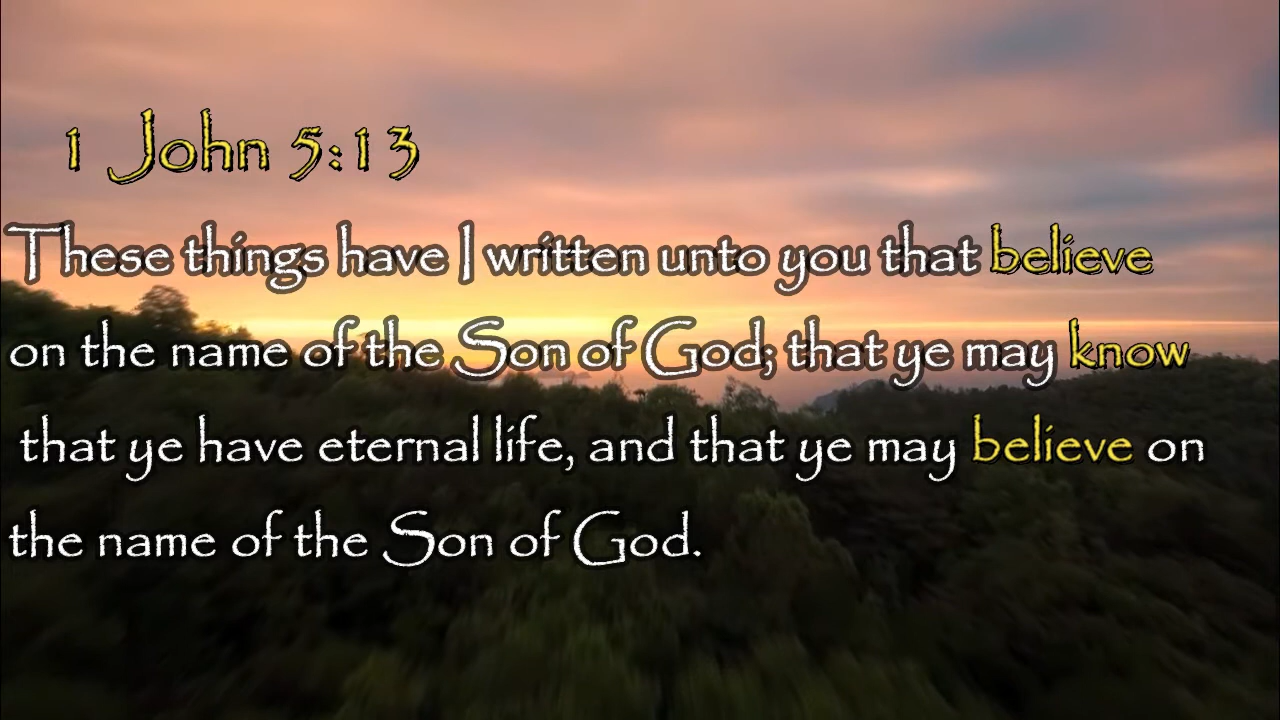 1 John 5:13
These things have I written unto you that believe
on the name of the Son of God; that ye may know
that ye have eternal life, and that ye may believe on
the name of the Son of God.